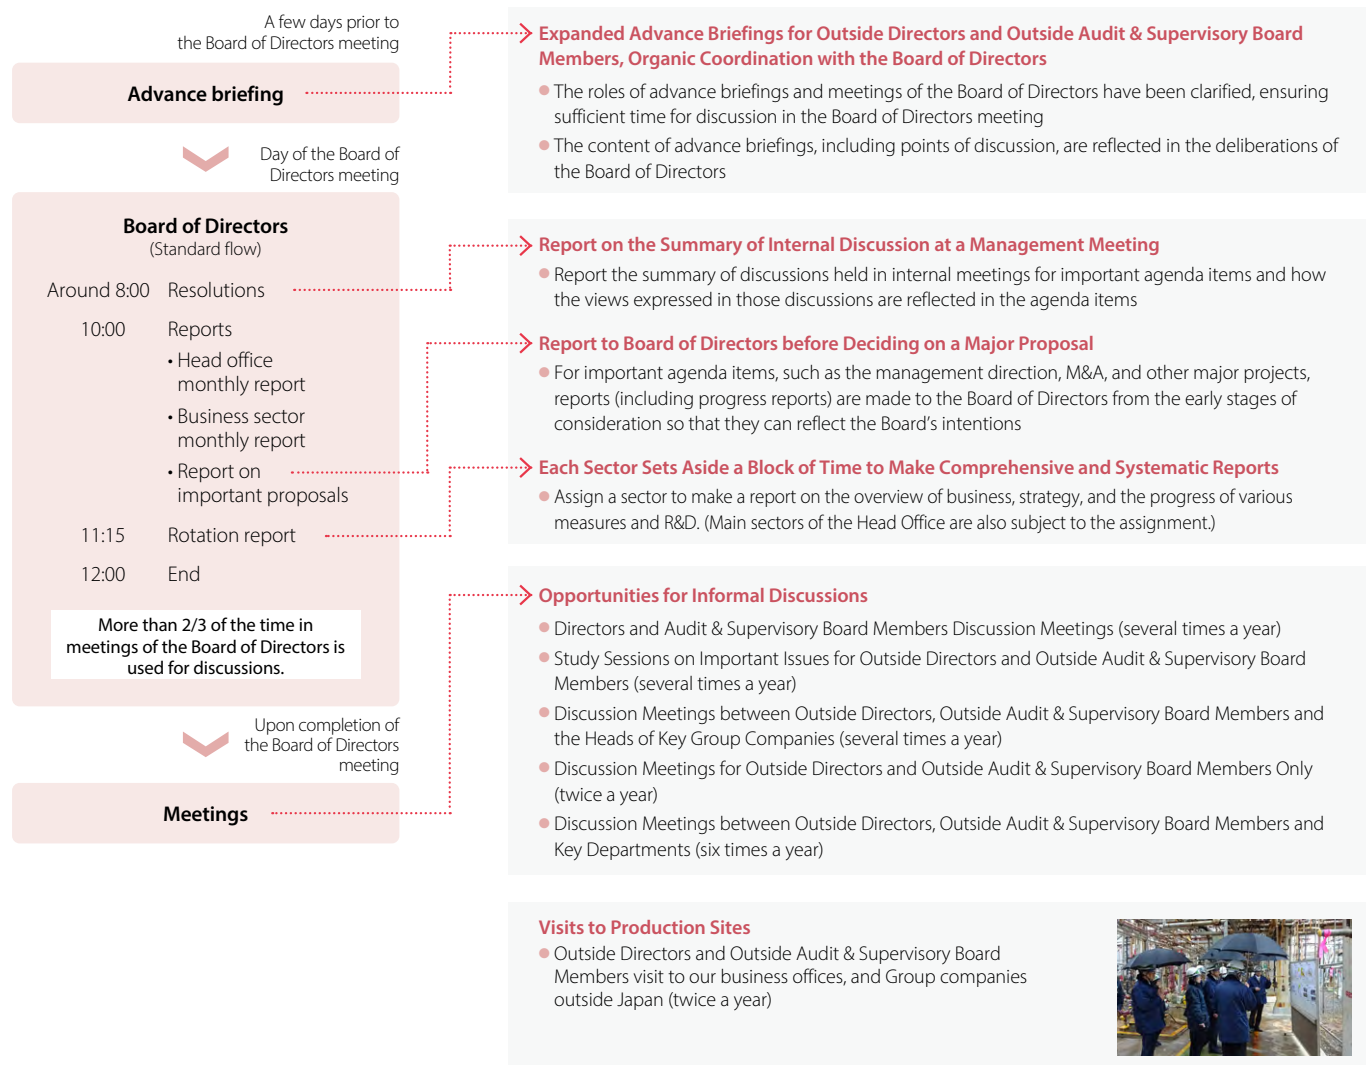 A few days prior to
the Board of Directors meeting
Advance briefing
Day of the Board of
Directors meeting
Board of Directors
(Standard flow)
Around 8:00 Resolutions
10:00 Reports
• Head office
monthly report
• Business sector
monthly report
• Report on
important proposals
11:15 Rotation report
12:00 End
More than 2/3 of the time in
meetings of the Board of Directors is
used for discussions.
Upon completion of
the Board of Directors
meeting
Meetings
Expanded Advance Briefings for Outside Directors and Outside Audit & Supervisory Board
Members, Organic Coordination with the Board of Directors
● The roles of advance briefings and meetings of the Board of Directors have been clarified, ensuring
sufficient time for discussion in the Board of Directors meeting
● The content of advance briefings, including points of discussion, are reflected in the deliberations of
the Board of Directors
Report on the Summary of Internal Discussion at a Management Meeting
● Report the summary of discussions held in internal meetings for important agenda items and how
the views expressed in those discussions are reflected in the agenda items
Report to Board of Directors before Deciding on a Major Proposal
● For important agenda items, such as the management direction, M&A, and other major projects,
reports (including progress reports) are made to the Board of Directors from the early stages of
consideration so that they can reflect the Board’s intentions
Each Sector Sets Aside a Block of Time to Make Comprehensive and Systematic Reports
● Assign a sector to make a report on the overview of business, strategy, and the progress of various
measures and R&D. (Main sectors of the Head Office are also subject to the assignment.)
Opportunities for Informal Discussions
● Directors and Audit & Supervisory Board Members Discussion Meetings (several times a year)
● Study Sessions on Important Issues for Outside Directors and Outside Audit & Supervisory Board
Members (several times a year)
● Discussion Meetings between Outside Directors, Outside Audit & Supervisory Board Members and
the Heads of Key Group Companies (several times a year)
● Discussion Meetings for Outside Directors and Outside Audit & Supervisory Board Members Only
(twice a year)
● Discussion Meetings between Outside Directors, Outside Audit & Supervisory Board Members and
Key Departments (six times a year)
Visits to Production Sites
● Outside Directors and Outside Audit & Supervisory Board
Members visit to our business offices, and Group companies
outside Japan (twice a year)